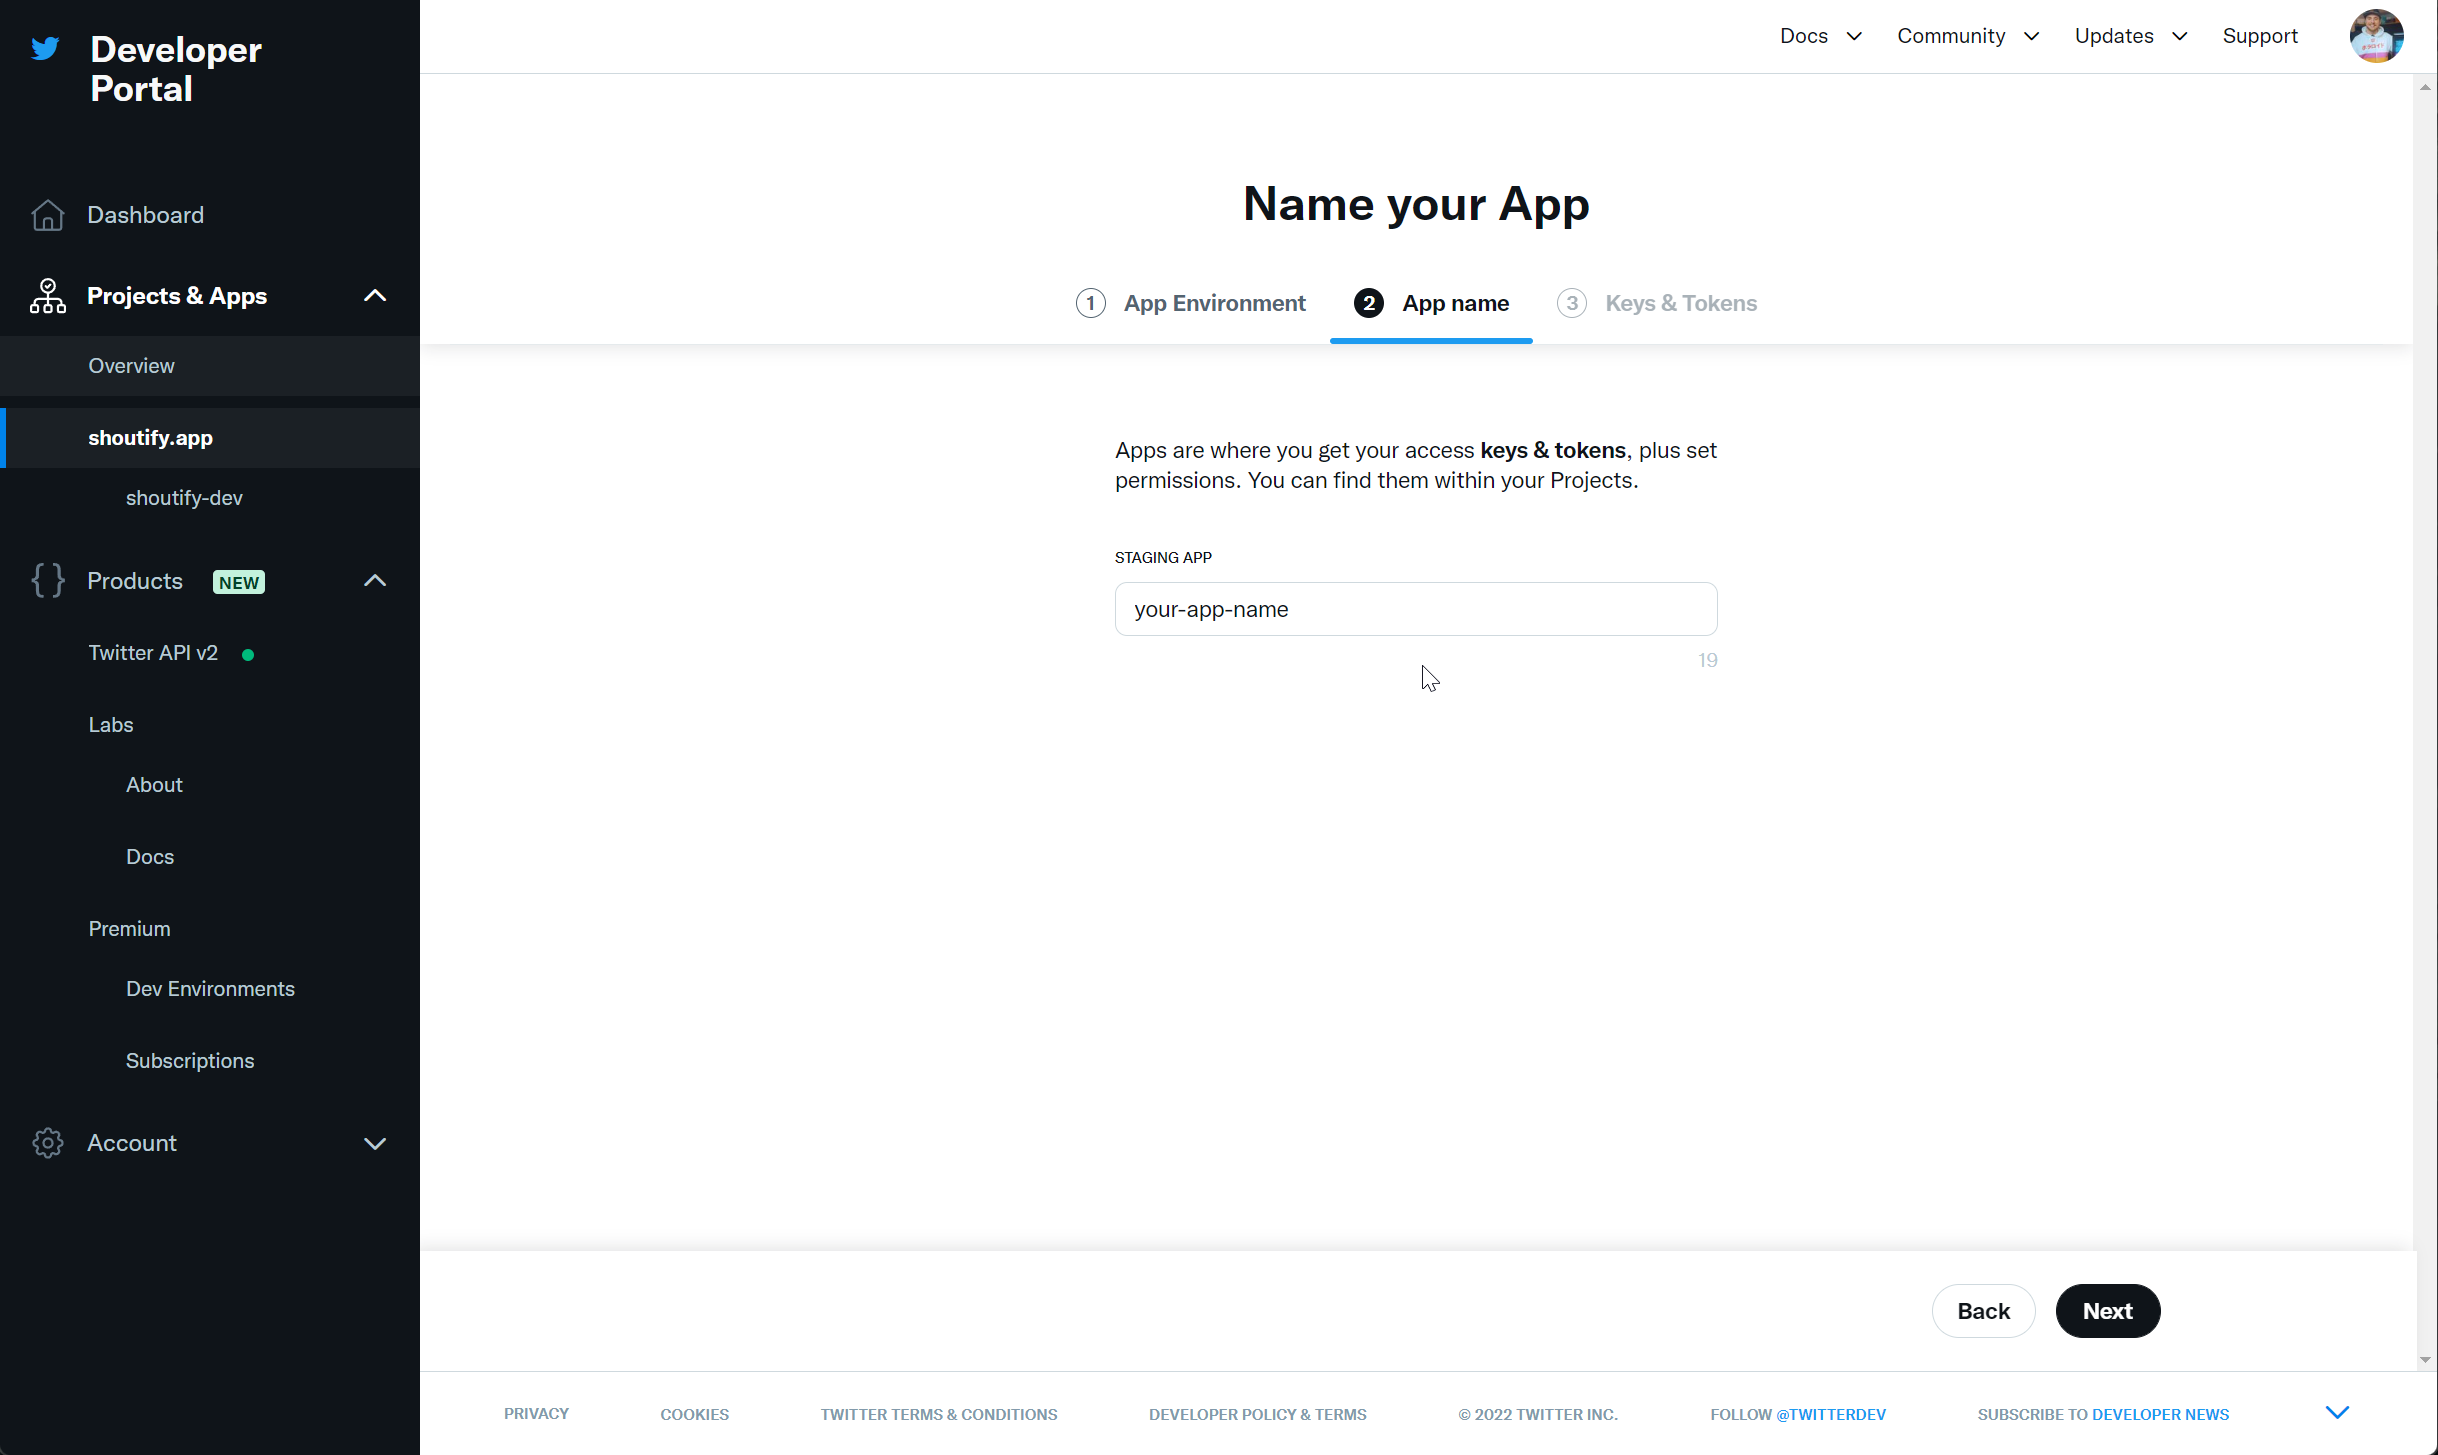 Developer
Portal
Dashboard
Projects & Apps
Overview
shoutify.app
shoutify-dev
Products NEW
Twitter API v2
Labs
About
Docs
Premium
Dev Environments
Subscriptions
Account
Docs Community Updates Support
Name your App
1 App Environment 2 App name 3 Keys & Tokens
Apps are where you get your access keys & tokens, plus set
permissions. You can find them within your Projects.
STAGING APP
your-app-name
19
Back Next
PRIVACY COOKIES TWITTER TERMS & CONDITIONS DEVELOPER POLICY & TERMS © 2022 TWITTER INC. FOLLOW @TWITTERDEV SUBSCRIBE TO DEVELOPER NEWS